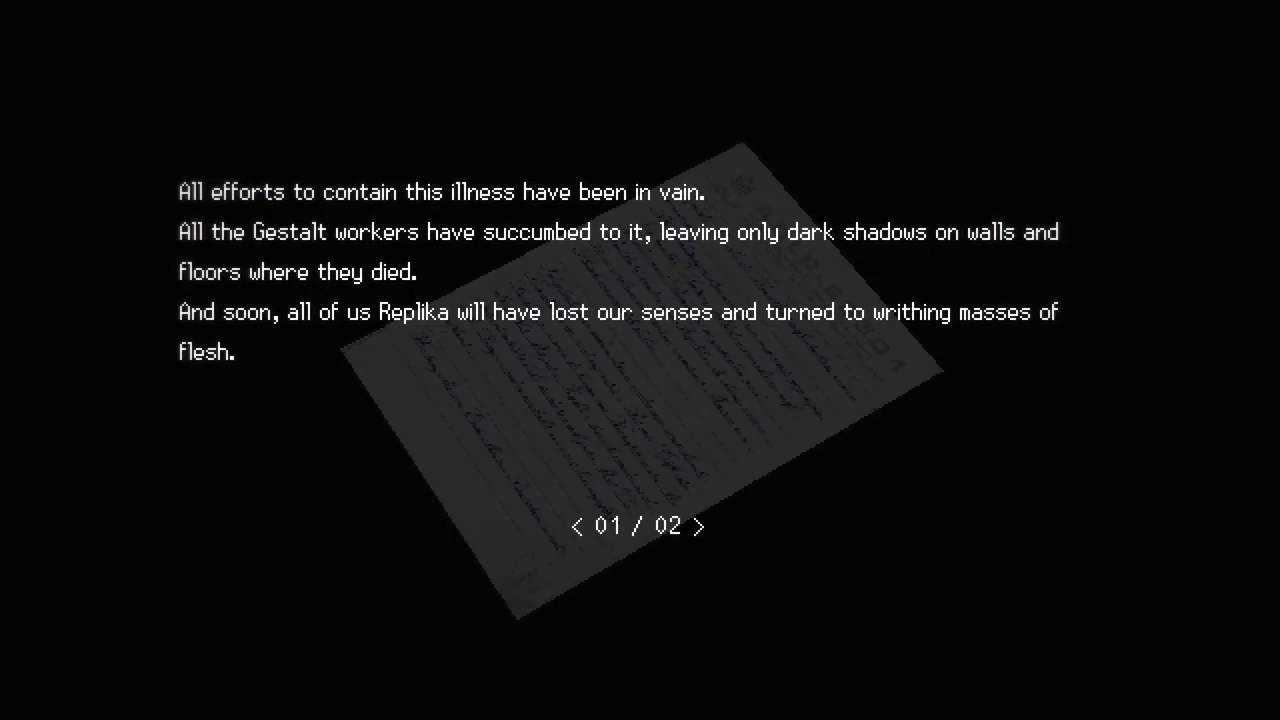 All efforts to contain this illness have been in vain.
All the Gestalt workers have succumbed to it, leaving only dark shadows on walls and
floors where they died.
And soon, all of us Replika will have lost our senses and turned to writhing masses of
flesh.
< 01 / 02 >